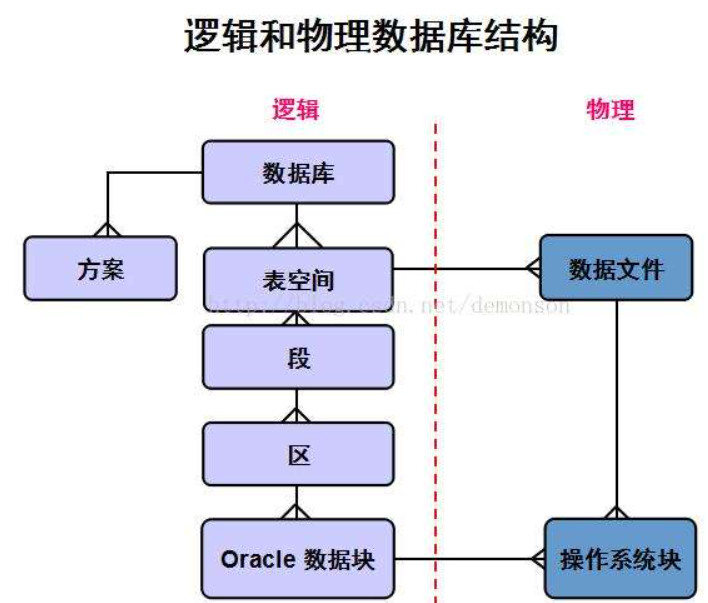 逻辑和物理数据库结构
逻辑
物理
数据库
方案
表空间
数据文件
http://blog.csdn.net/demonson
段
区
Oracle 数据块
操作系统块